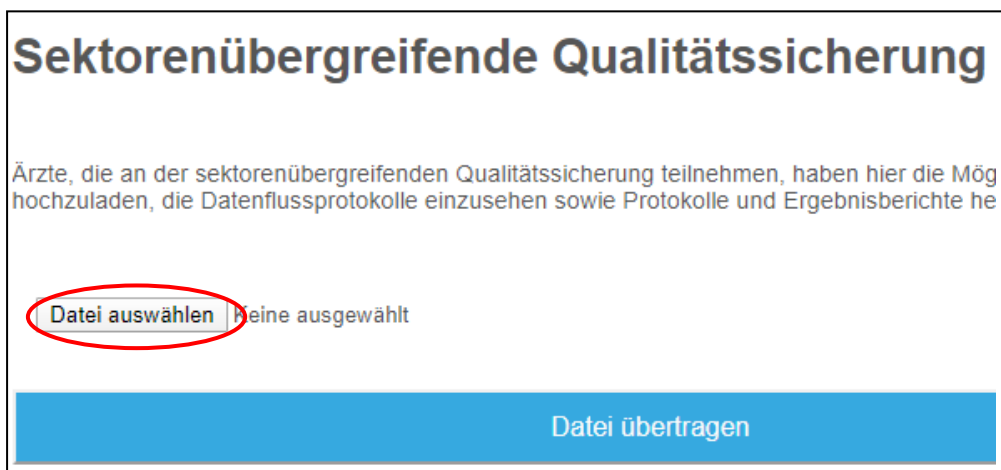 Sektorenübergreifende Qualitätssicherung
Ärzte, die an der sektorenübergreifenden Qualitätssicherung teilnehmen, haben hier die Mög
hochzuladen, die Datenflussprotokolle einzusehen sowie Protokolle und Ergebnisberichte he
Datei auswählen Keine ausgewählt
Datei übertragen